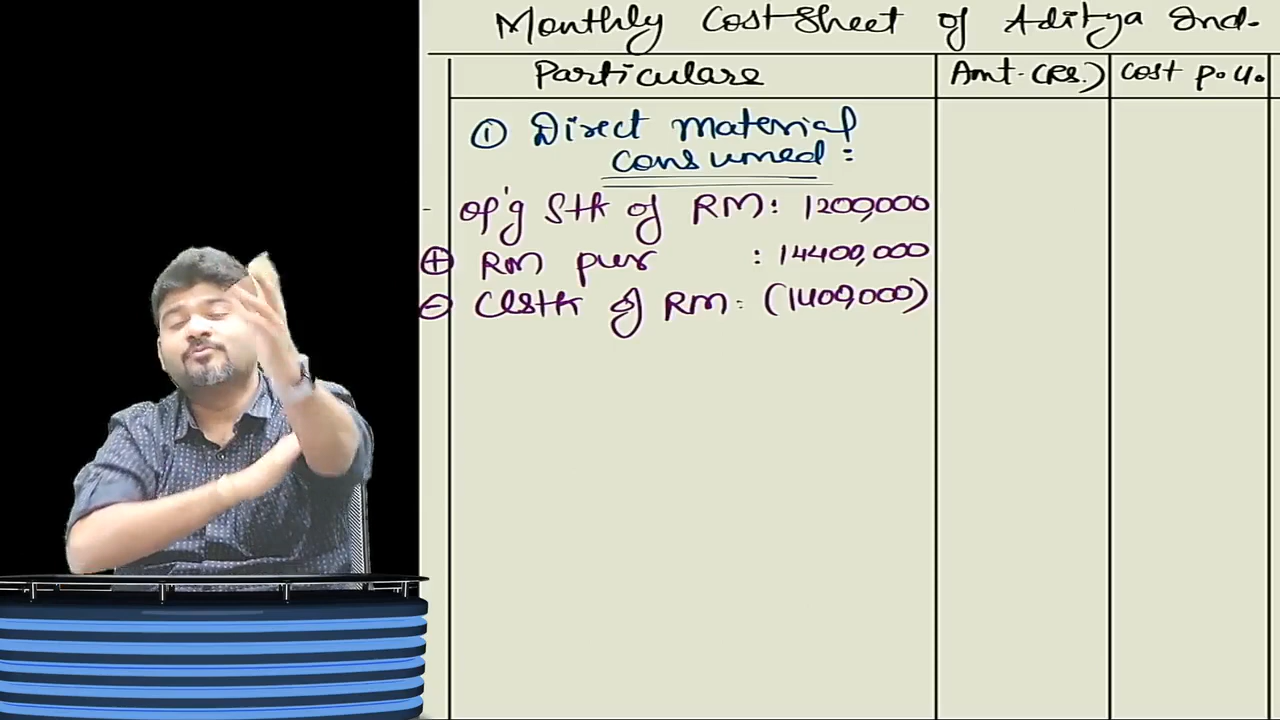 Monthly Cost Sheet of Aditya Ind.
Particulars Amt.(Rs.) Cost p.u.
① Direct Material
consumed:
- op'g Stk of RM: 1200,000
⊕ RM pur : 14400,000
⊖ Clstk of RM: (1400,000)